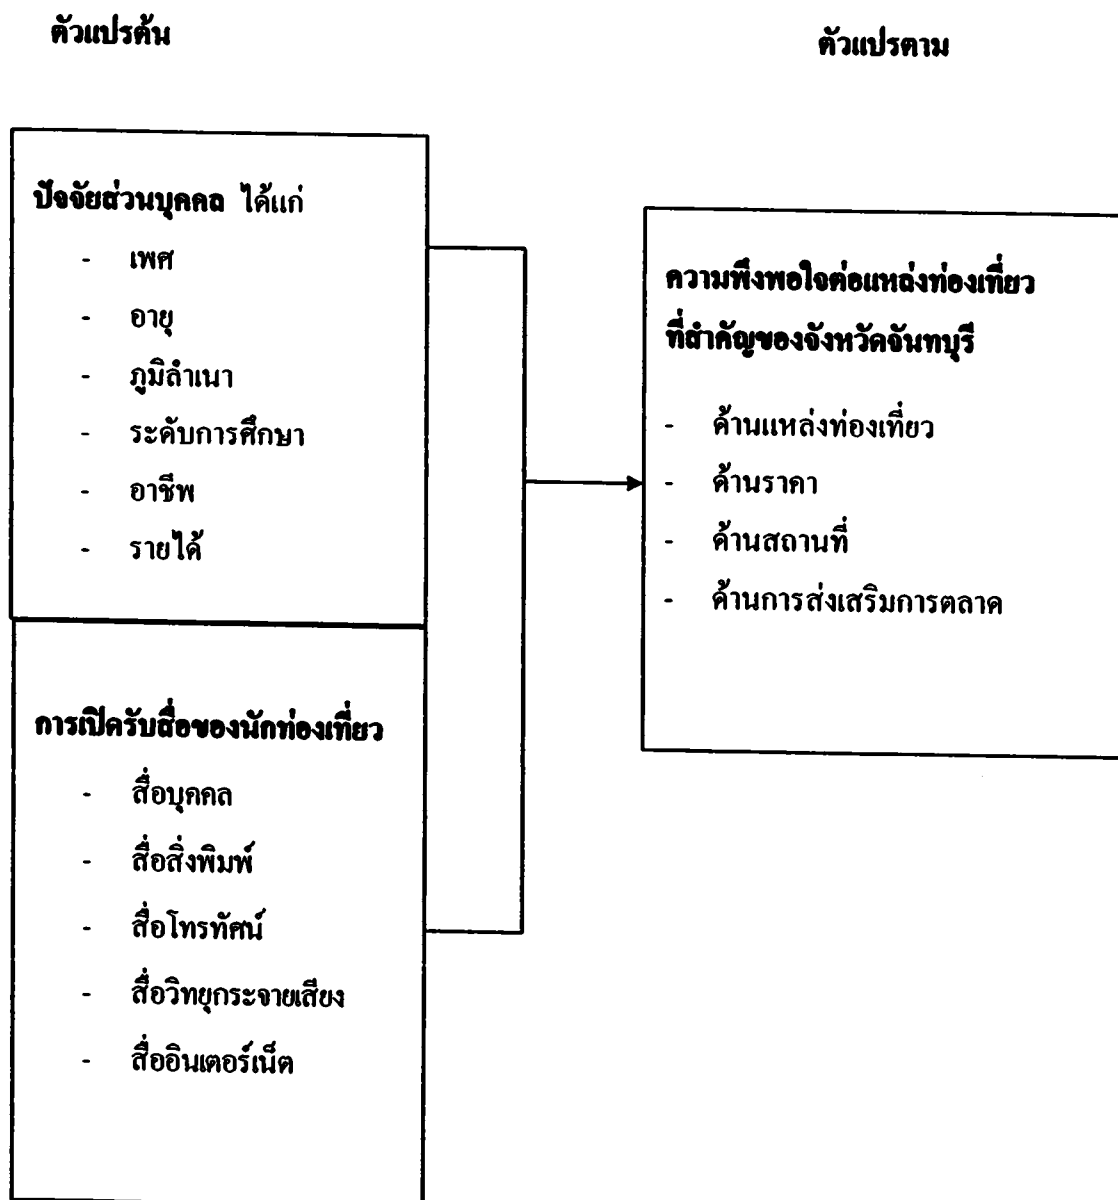 ตัวแปรต้น
ตัวแปรตาม
ปัจจัยส่วนบุคคล ได้แก่
- เพศ
- อายุ
- ภูมิลำเนา
- ระดับการศึกษา
- อาชีพ
- รายได้
การเปิดรับสื่อของนักท่องเที่ยว
- สื่อบุคคล
- สื่อสิ่งพิมพ์
- สื่อโทรทัศน์
- สื่อวิทยุกระจายเสียง
- สื่ออินเตอร์เน็ต
ความพึงพอใจต่อแหล่งท่องเที่ยว
ที่สำคัญของจังหวัดจันทบุรี
- ด้านแหล่งท่องเที่ยว
- ด้านราคา
- ด้านสถานที่
- ด้านการส่งเสริมการตลาด